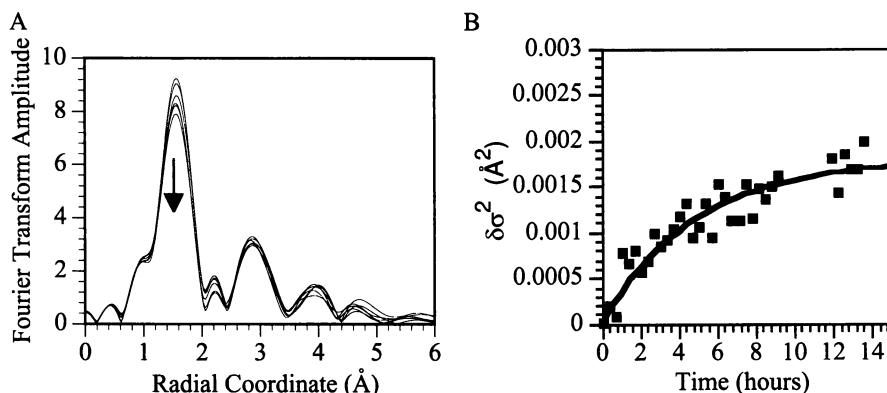 A
Fourier Transform Amplitude
10
8
6
4
2
0
0 1 2 3 4 5 6
Radial Coordinate (Å)
B
δσ² (Å²)
0.003
0.0025
0.002
0.0015
0.001
0.0005
0
0 2 4 6 8 10 12 14
Time (hours)